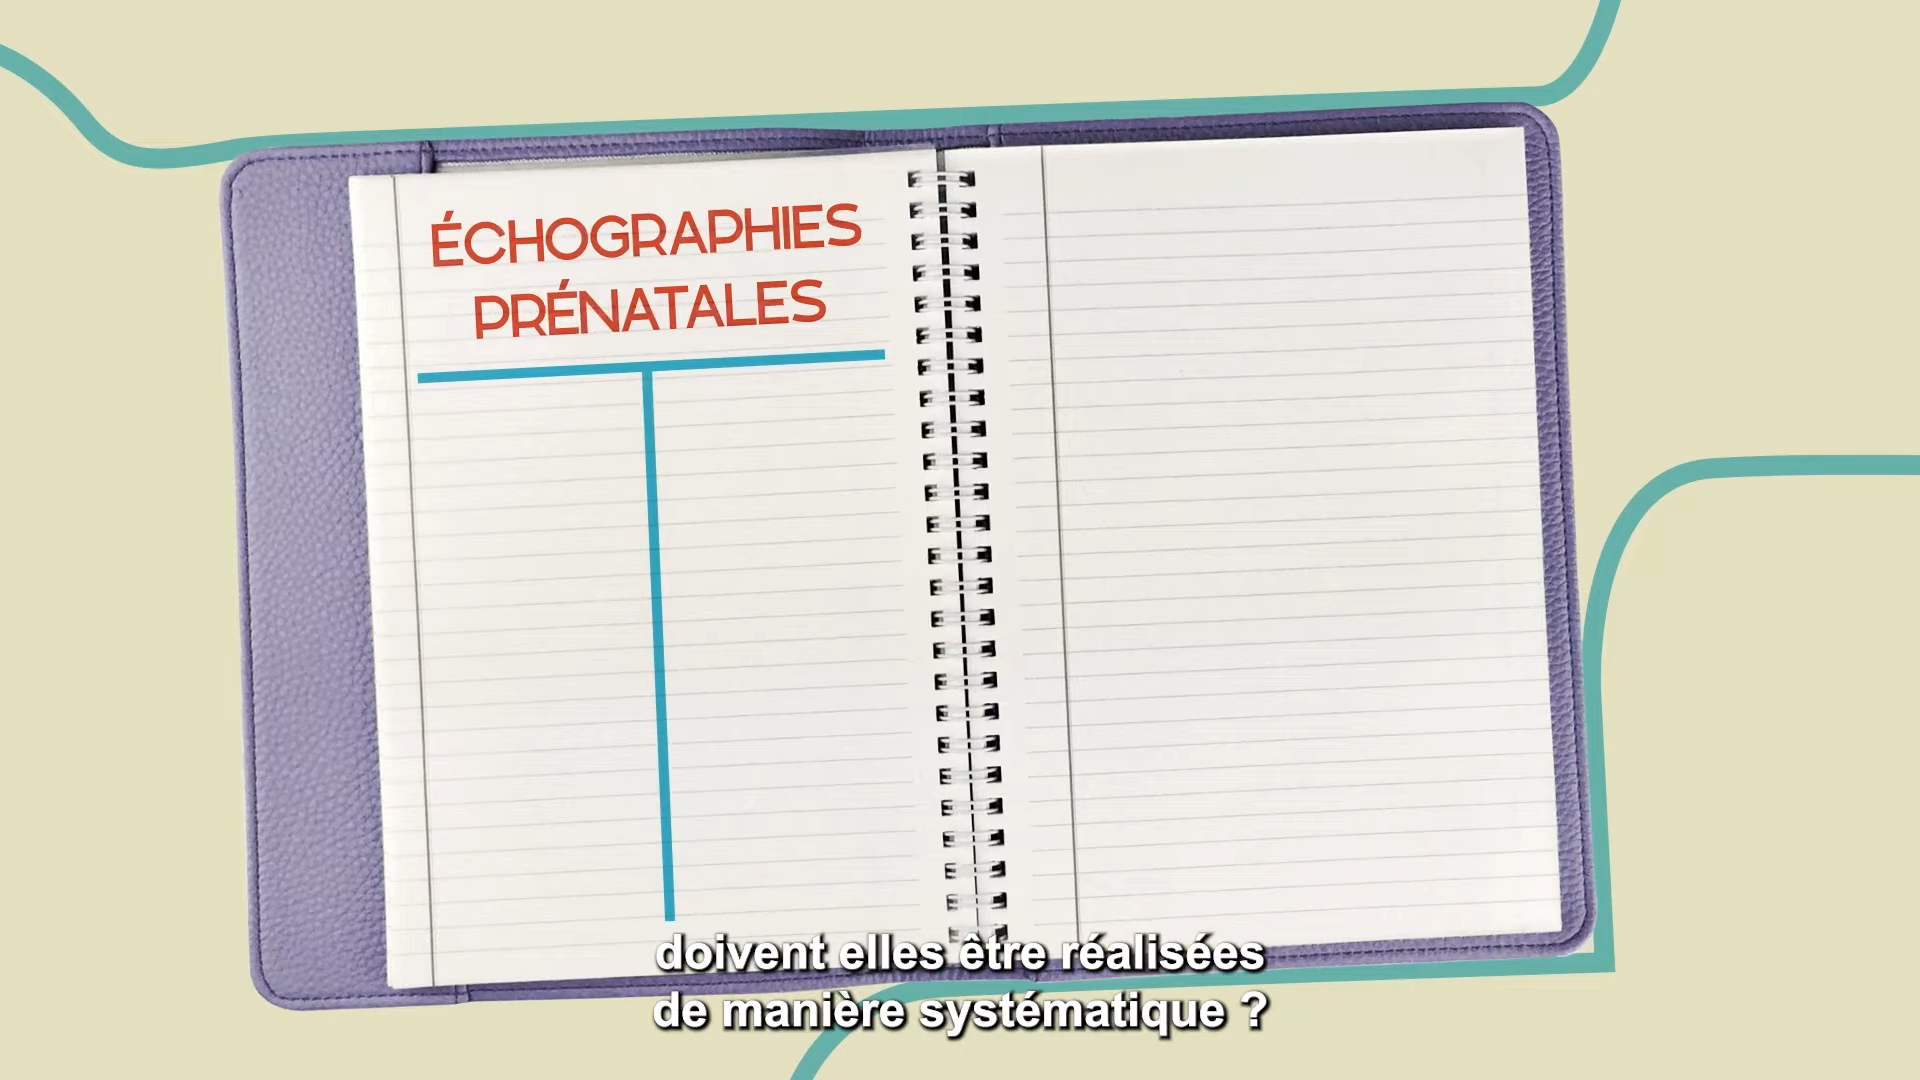 ÉCHOGRAPHIES
PRÉNATALES
doivent elles être réalisées
de manière systématique ?